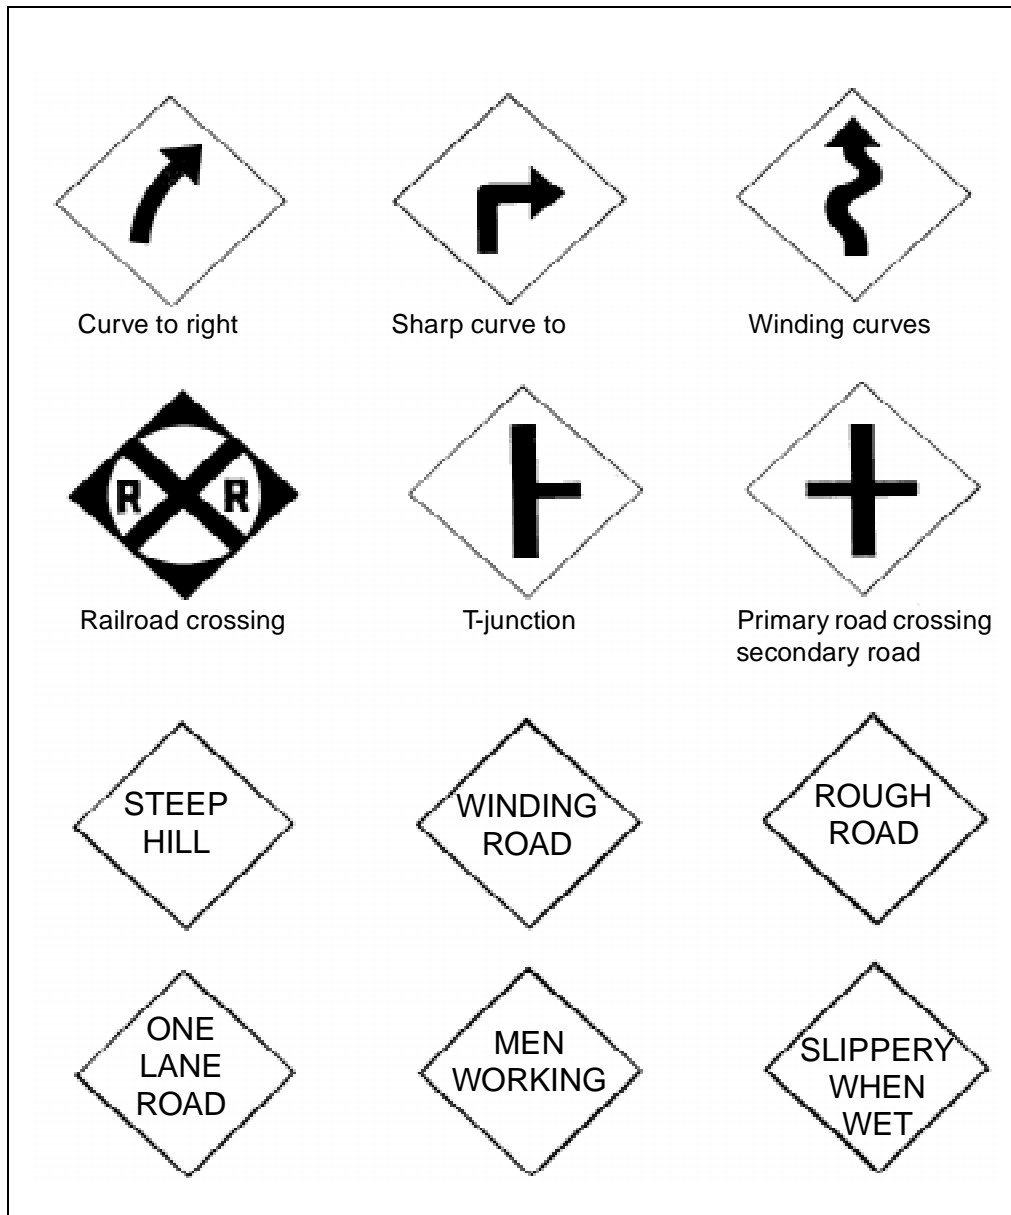 Curve to right
Sharp curve to
Winding curves
R R
Railroad crossing
T-junction
Primary road crossing
secondary road
STEEP
HILL
WINDING
ROAD
ROUGH
ROAD
ONE
LANE
ROAD
MEN
WORKING
SLIPPERY
WHEN
WET